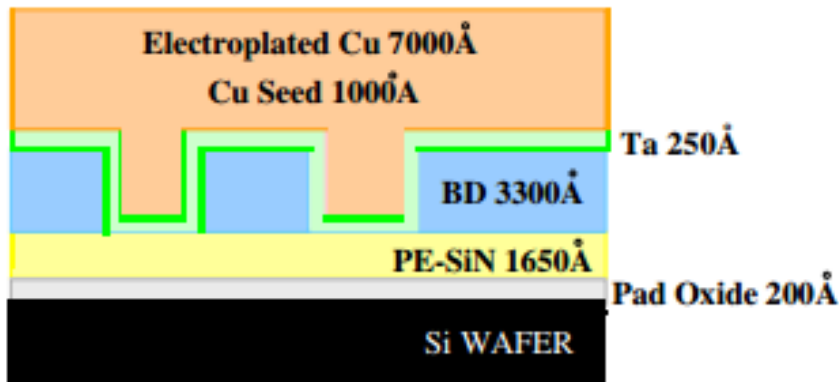 Electroplated Cu 7000Å
Cu Seed 1000Å
Ta 250Å
BD 3300Å
PE-SiN 1650Å
Pad Oxide 200Å
Si WAFER